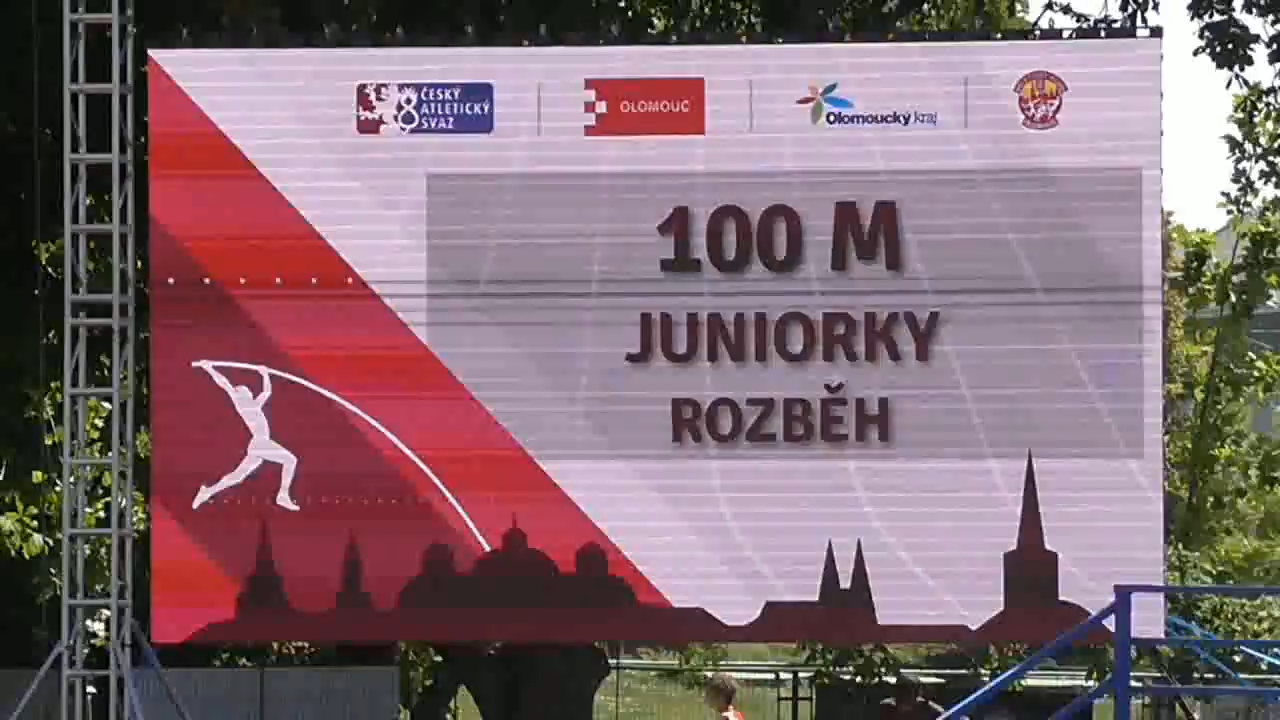 ČESKÝ
ATLETICKÝ
SVAZ
OLOMOUC
Olomoucký kraj
100 M
JUNIORKY
ROZBĚH